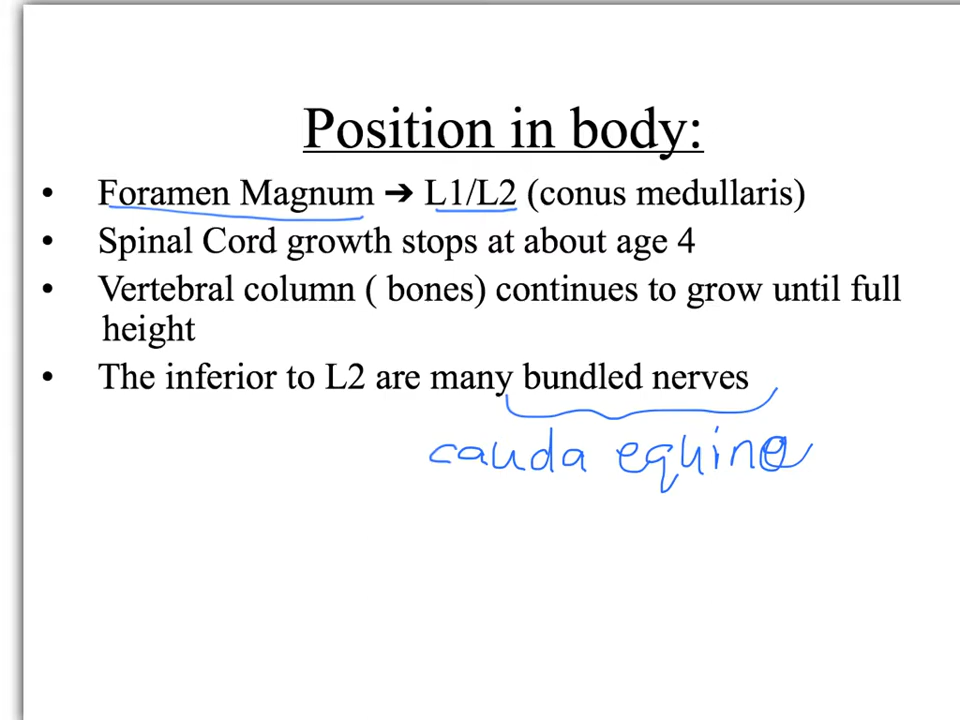 Position in body:
• Foramen Magnum ➔ L1/L2 (conus medullaris)
• Spinal Cord growth stops at about age 4
• Vertebral column ( bones) continues to grow until full
height
• The inferior to L2 are many bundled nerves
cauda equina